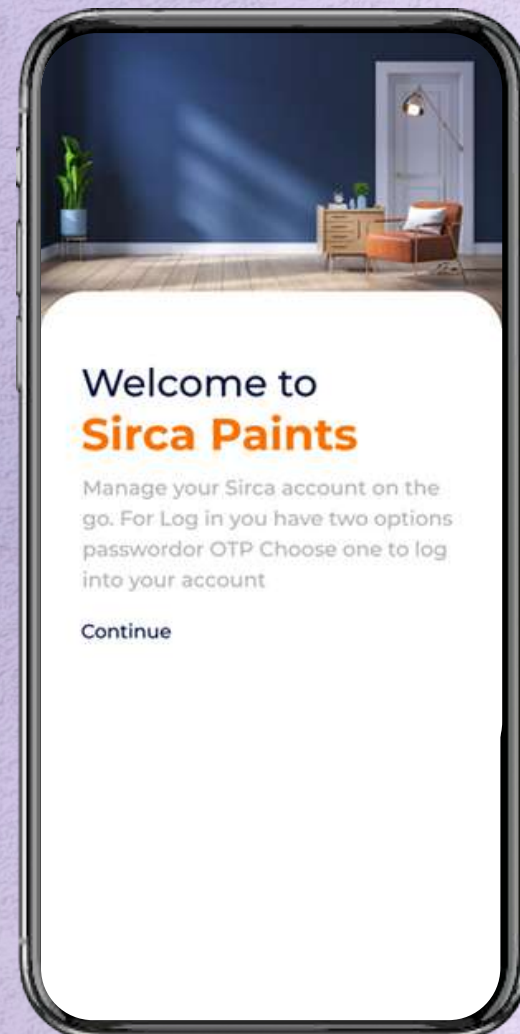 Welcome to
Sirca Paints
Manage your Sirca account on the
go. For Log in you have two options
passwordor OTP Choose one to log
into your account
Continue